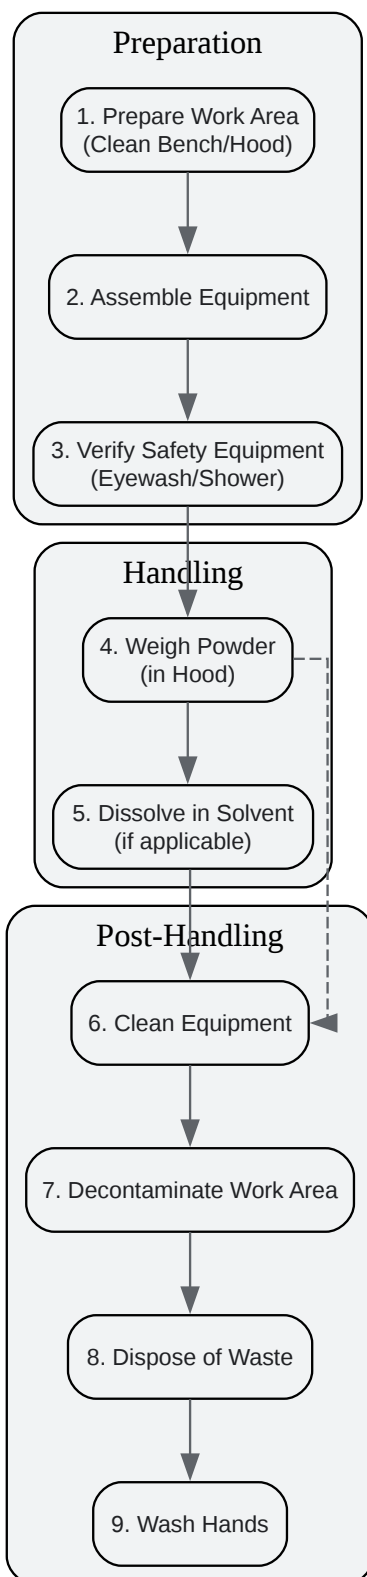 Preparation
1. Prepare Work Area
(Clean Bench/Hood)
2. Assemble Equipment
3. Verify Safety Equipment
(Eyewash/Shower)
Handling
4. Weigh Powder
(in Hood)
5. Dissolve in Solvent
(if applicable)
Post-Handling
6. Clean Equipment
7. Decontaminate Work Area
8. Dispose of Waste
9. Wash Hands